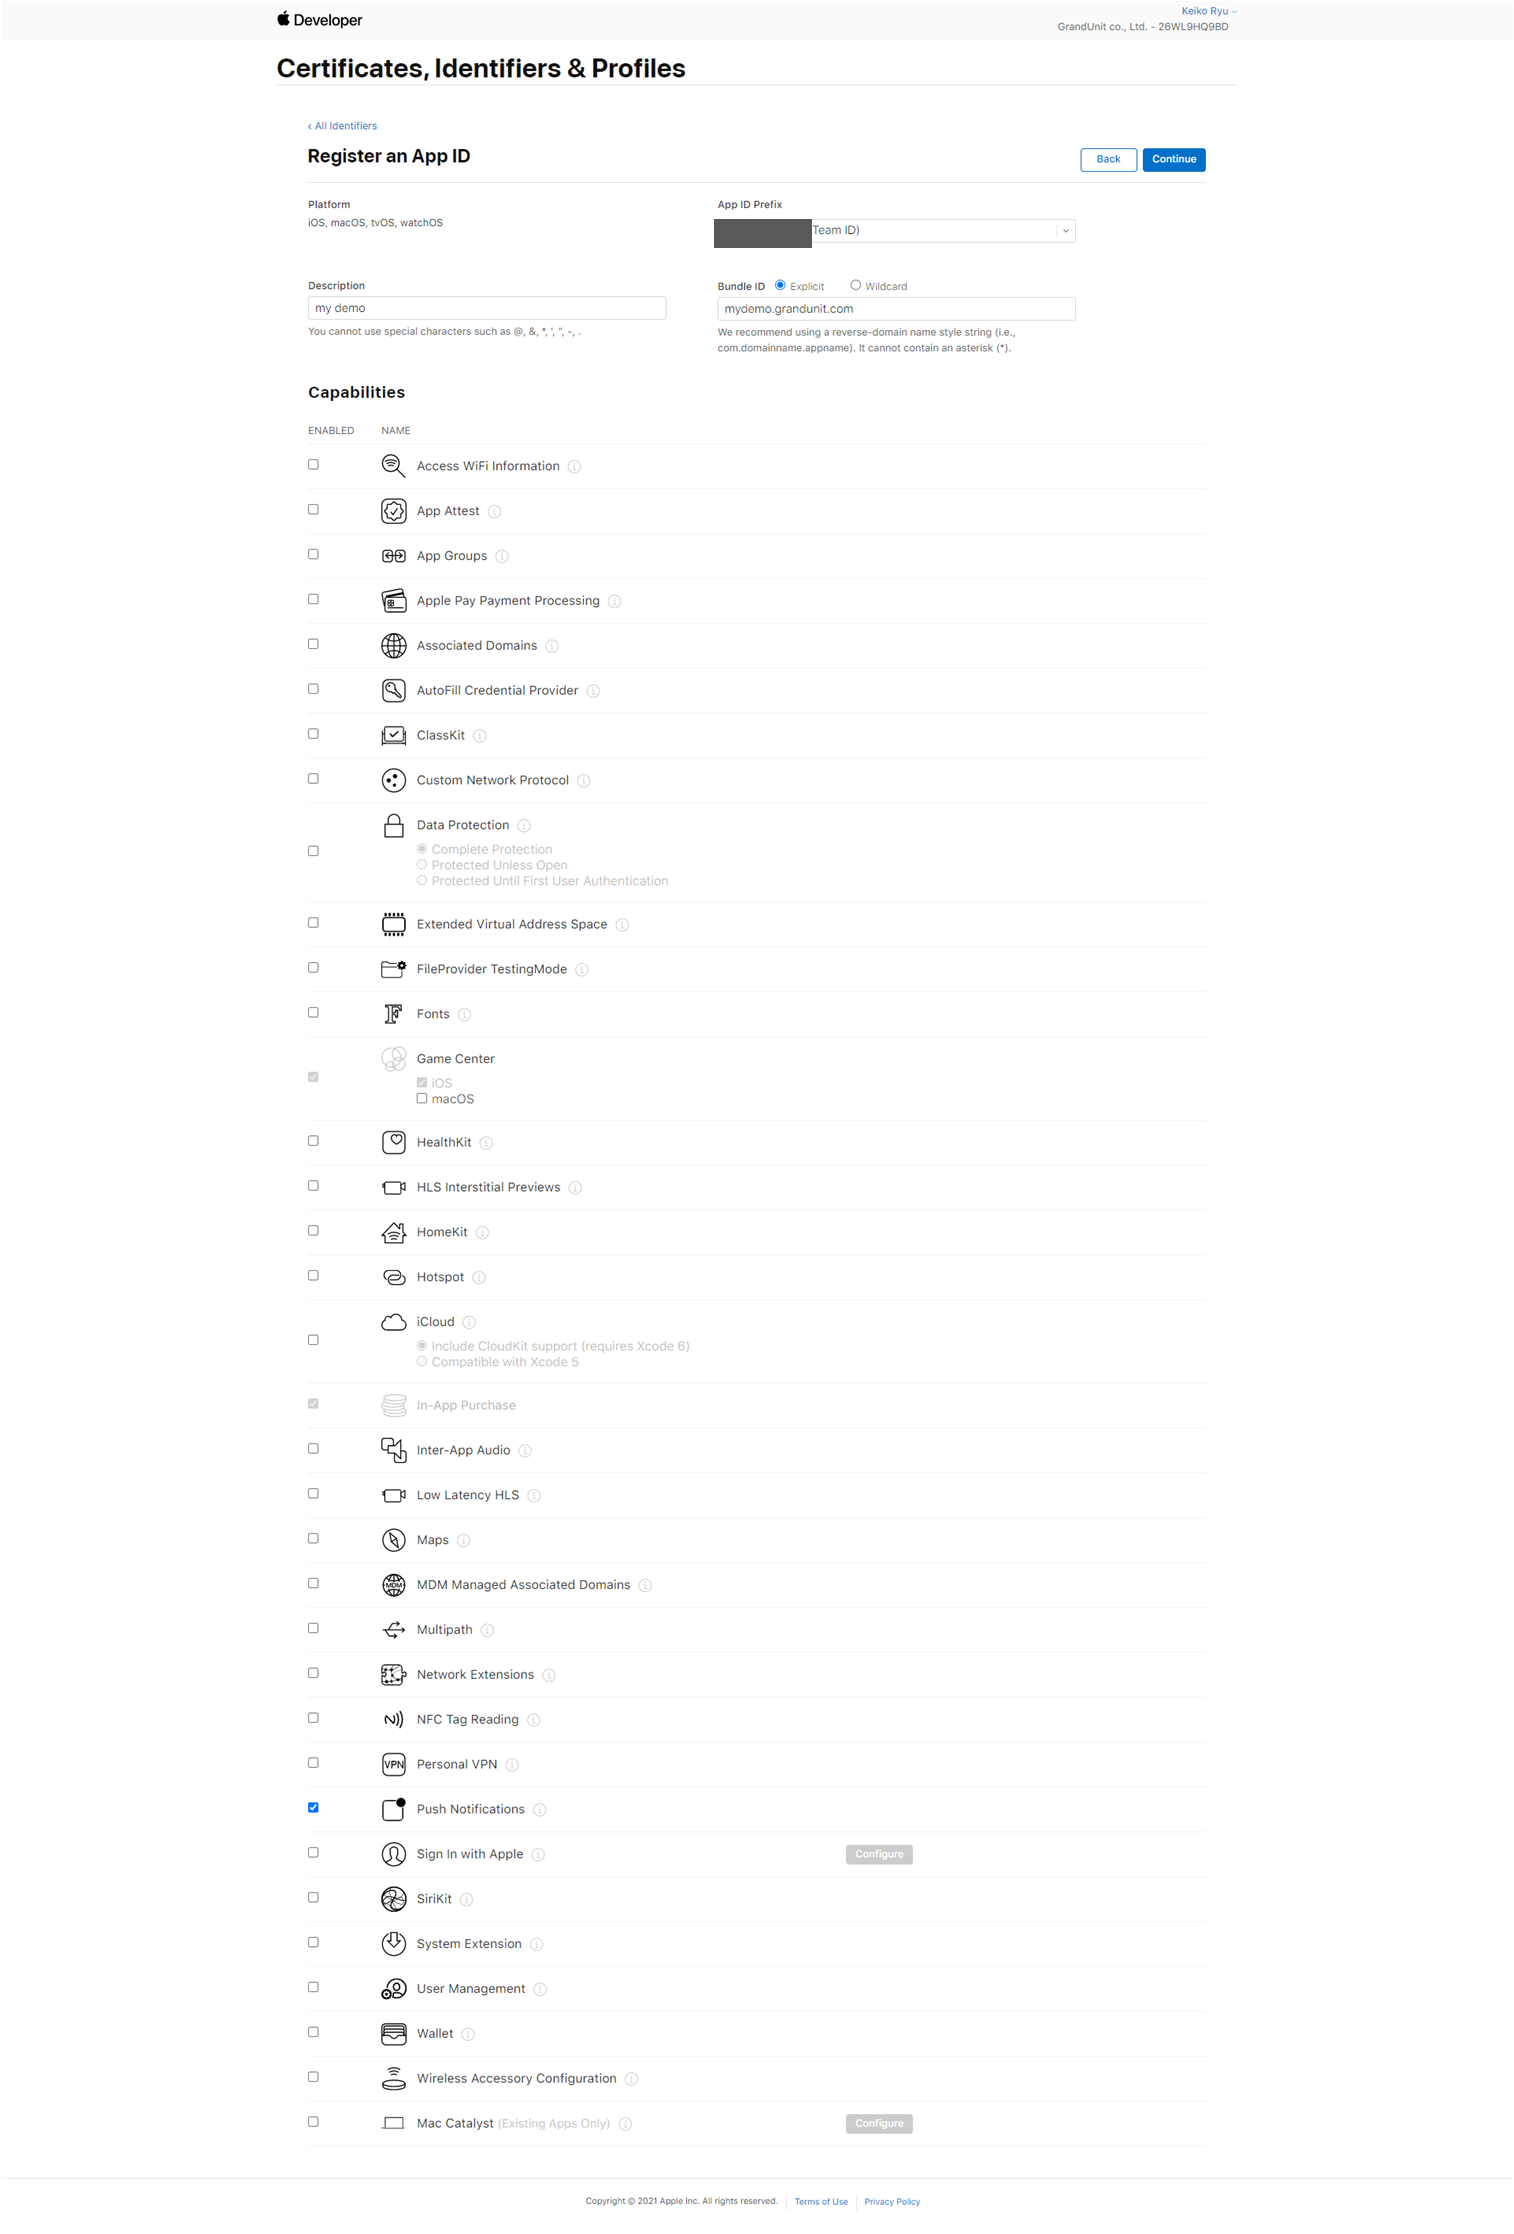 Developer
Keiko Ryu
GrandUnit co., Ltd. - 26WL9HQ9BD
Certificates, Identifiers & Profiles
‹ All Identifiers
Register an App ID
Back
Continue
Platform
iOS, macOS, tvOS, watchOS
App ID Prefix
Team ID)
Description
my demo
You cannot use special characters such as @, &, *, ', ", -, .
Bundle ID Explicit Wildcard
mydemo.grandunit.com
We recommend using a reverse-domain name style string (i.e.,
com.domainname.appname). It cannot contain an asterisk (*).
Capabilities
ENABLED NAME
Access WiFi Information
App Attest
App Groups
Apple Pay Payment Processing
Associated Domains
AutoFill Credential Provider
ClassKit
Custom Network Protocol
Data Protection
Complete Protection
Protected Unless Open
Protected Until First User Authentication
Extended Virtual Address Space
FileProvider TestingMode
Fonts
Game Center
iOS
macOS
HealthKit
HLS Interstitial Previews
HomeKit
Hotspot
iCloud
Include CloudKit support (requires Xcode 6)
Compatible with Xcode 5
In-App Purchase
Inter-App Audio
Low Latency HLS
Maps
MDM
MDM Managed Associated Domains
Multipath
Network Extensions
NFC Tag Reading
VPN
Personal VPN
Push Notifications
Sign In with Apple
Configure
SiriKit
System Extension
User Management
Wallet
Wireless Accessory Configuration
Mac Catalyst (Existing Apps Only)
Configure
Copyright © 2021 Apple Inc. All rights reserved.
Terms of Use
Privacy Policy